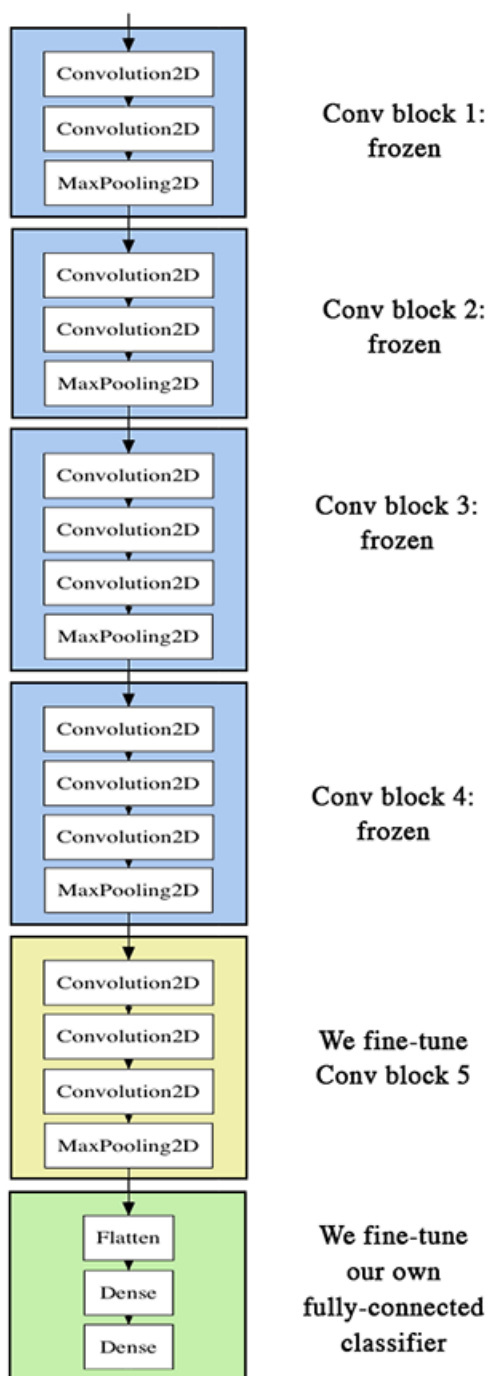 Convolution2D
Convolution2D
MaxPooling2D
Conv block 1:
frozen
Convolution2D
Convolution2D
MaxPooling2D
Conv block 2:
frozen
Convolution2D
Convolution2D
Convolution2D
MaxPooling2D
Conv block 3:
frozen
Convolution2D
Convolution2D
Convolution2D
MaxPooling2D
Conv block 4:
frozen
Convolution2D
Convolution2D
Convolution2D
MaxPooling2D
We fine-tune
Conv block 5
Flatten
Dense
Dense
We fine-tune
our own
fully-connected
classifier